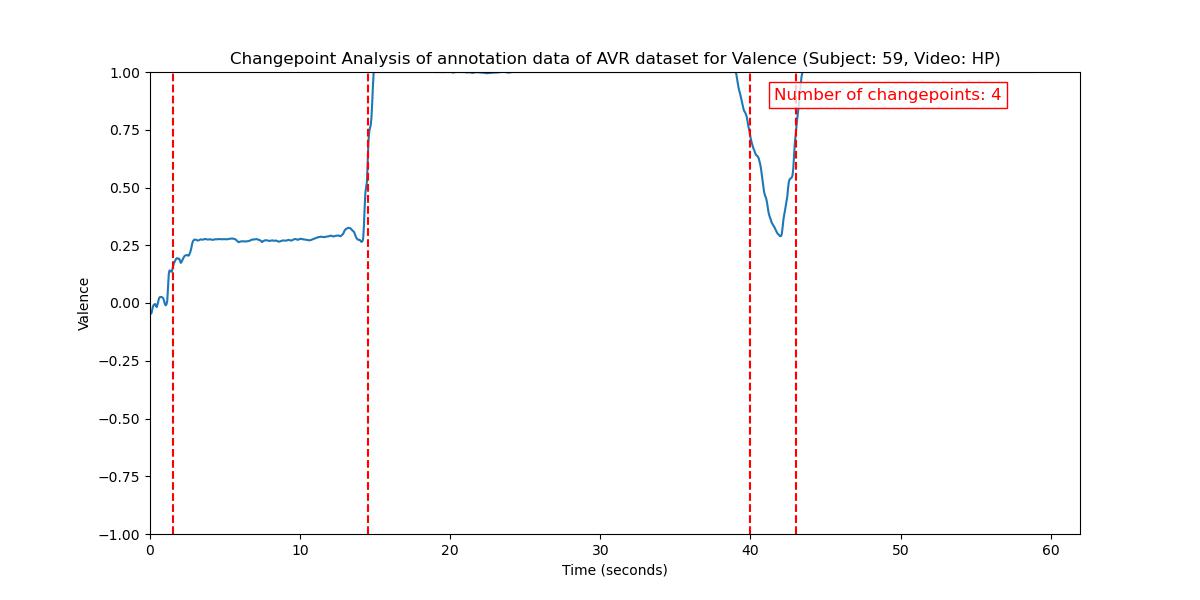 Changepoint Analysis of annotation data of AVR dataset for Valence (Subject: 59, Video: HP)
Number of changepoints: 4
Valence
1.00
0.75
0.50
0.25
0.00
−0.25
−0.50
−0.75
−1.00
0 10 20 30 40 50 60
Time (seconds)